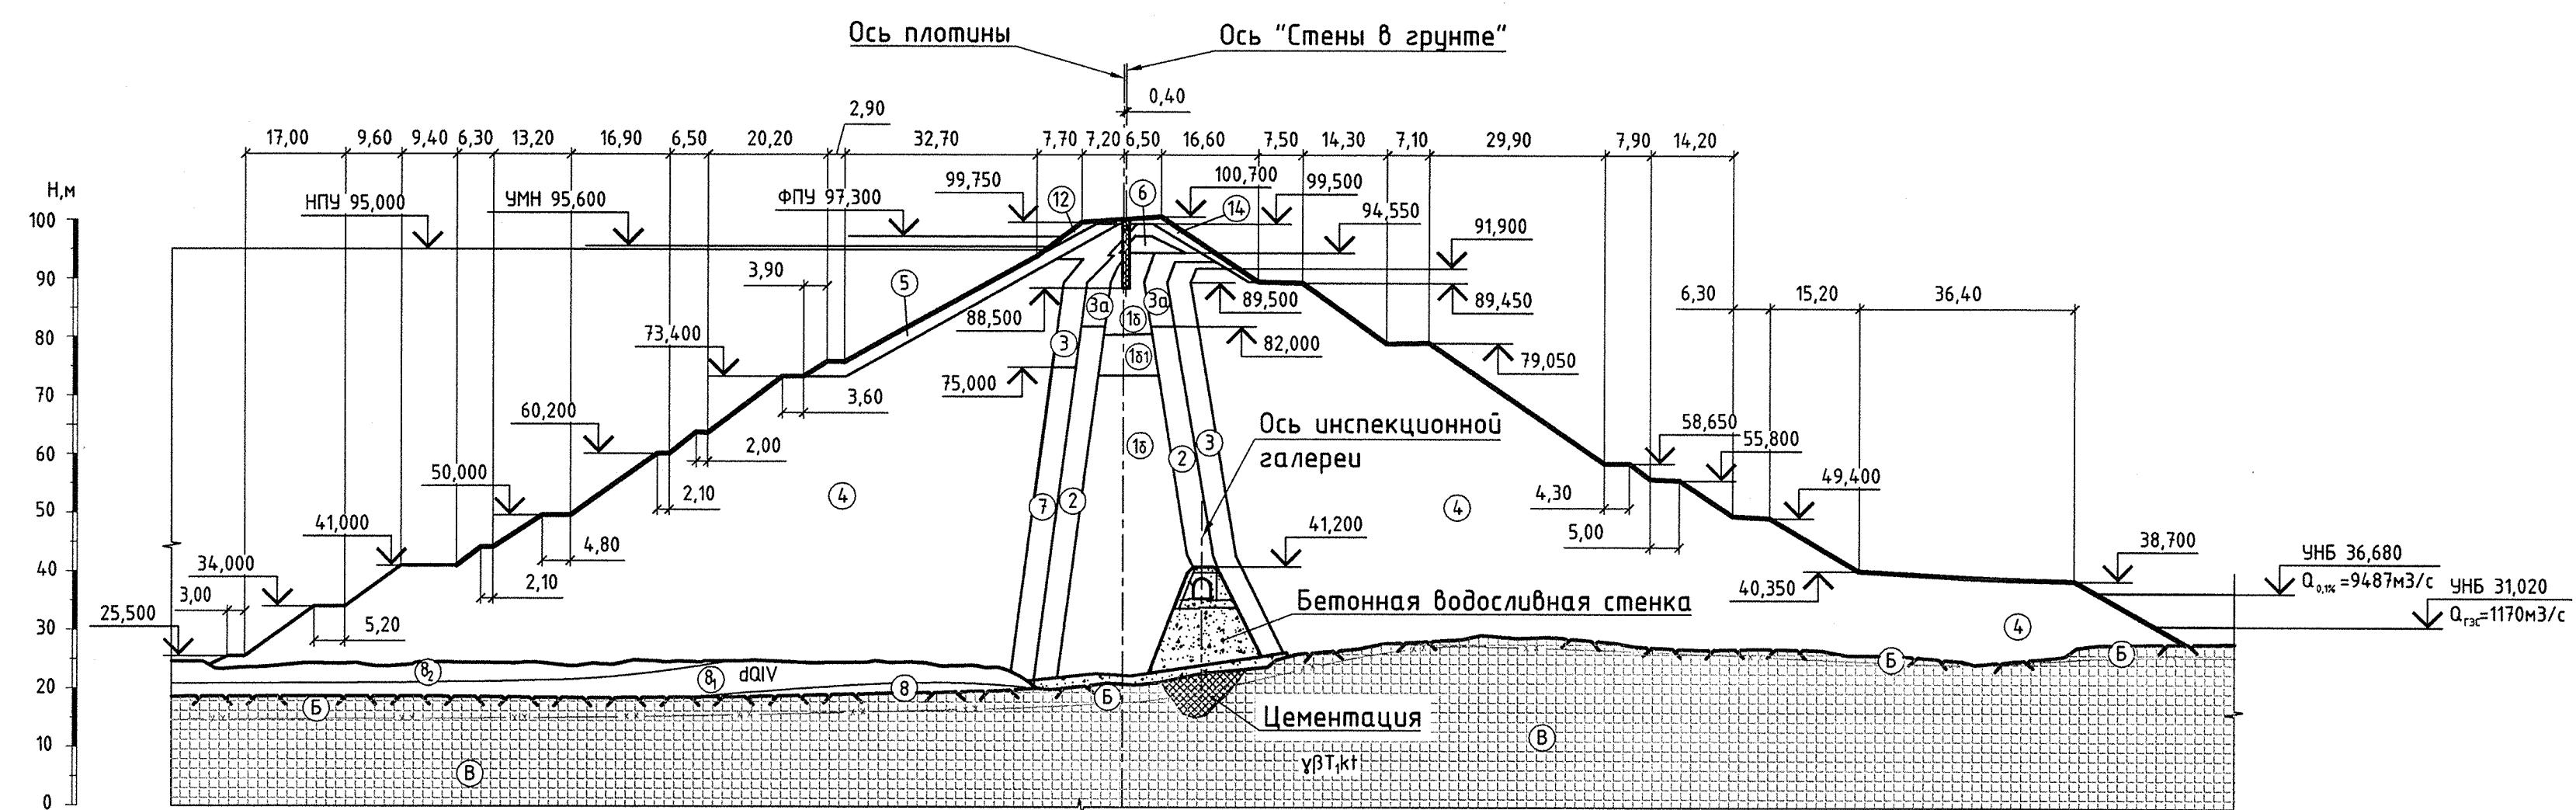 Ось плотины
Ось "Стены в грунте"
0,40
2,90
17,00 9,60 9,40 6,30 13,20 16,90 6,50 20,20 32,70 7,70 7,20 6,50 16,60 7,50 14,30 7,10 29,90 7,90 14,20
Н,м
НПУ 95,000
УМН 95,600
ФПУ 97,300
99,750
12
6
100,700
14
99,500
94,550
91,900
100
90
80
70
60
50
40
30
20
10
0
3,90
5
88,500
3а
1б
3а
89,500
89,450
6,30 15,20 36,40
73,400
3
1б1
82,000
79,050
75,000
3,60
60,200
2,00
Ось инспекционной
галереи
58,650
55,800
1б
2
3
50,000
2,10
4
7
2
4
4,30
49,400
41,000
4,80
41,200
5,00
38,700
УНБ 36,680
Q0,1%=9487м3/с
34,000
2,10
40,350
УНБ 31,020
Qгэс=1170м3/с
3,00
5,20
Бетонная водосливная стенка
25,500
4
8₂
8₁
dQIV
8
Б
Б
Б
Б
Цементация
В
В
γβT₁kt